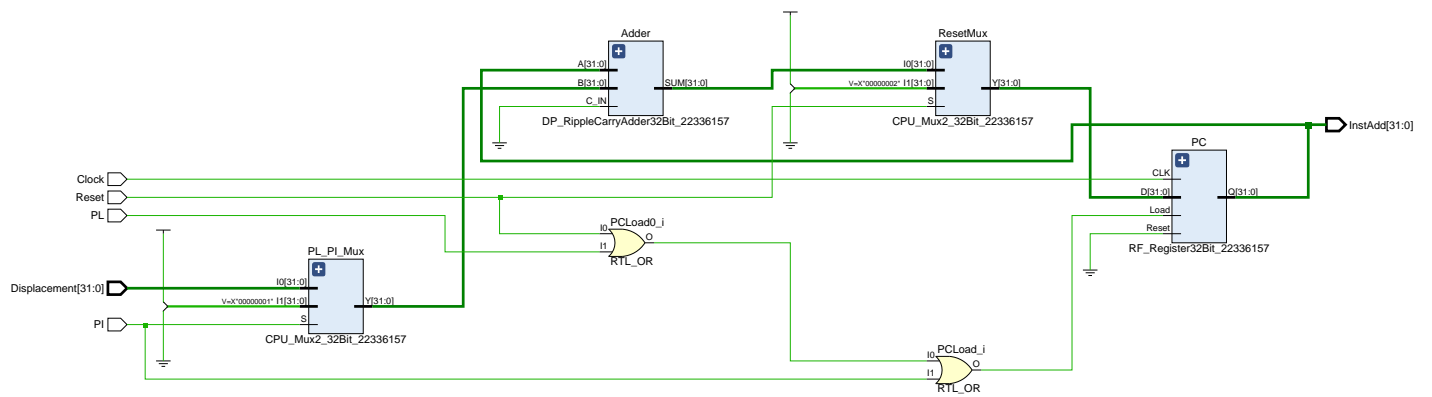 Adder
A[31:0]
B[31:0]
C_IN
SUM[31:0]
DP_RippleCarryAdder32Bit_22336157
ResetMux
I0[31:0]
V=X"00000002" I1[31:0]
S
Y[31:0]
CPU_Mux2_32Bit_22336157
InstAdd[31:0]
PC
CLK
D[31:0]
Load
Reset
Q[31:0]
RF_Register32Bit_22336157
Clock
Reset
PL
PCLoad0_i
I0
I1
O
RTL_OR
PL_PI_Mux
Displacement[31:0]
I0[31:0]
V=X"00000001" I1[31:0]
S
Y[31:0]
PI
CPU_Mux2_32Bit_22336157
PCLoad_i
I0
I1
O
RTL_OR